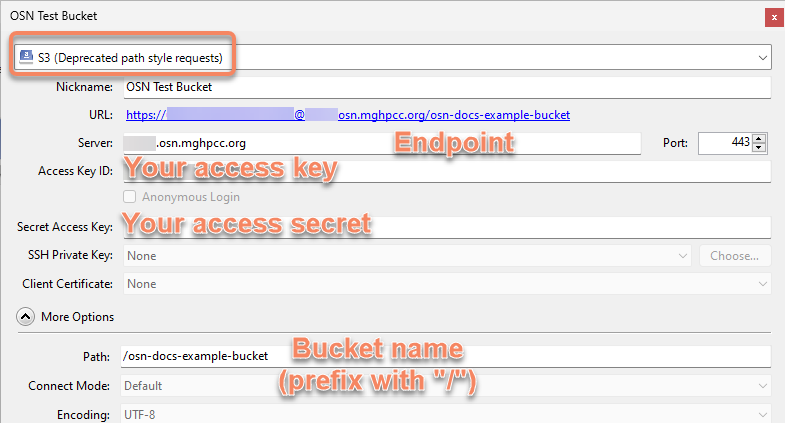 OSN Test Bucket
S3 (Deprecated path style requests)
Nickname: OSN Test Bucket
URL: https://@osn.mghpcc.org/osn-docs-example-bucket
Server: .osn.mghpcc.org Endpoint Port: 443
Access Key ID: Your access key
Anonymous Login
Secret Access Key: Your access secret
SSH Private Key: None Choose...
Client Certificate: None
More Options
Path: /osn-docs-example-bucket Bucket name
(prefix with "/")
Connect Mode: Default
Encoding: UTF-8